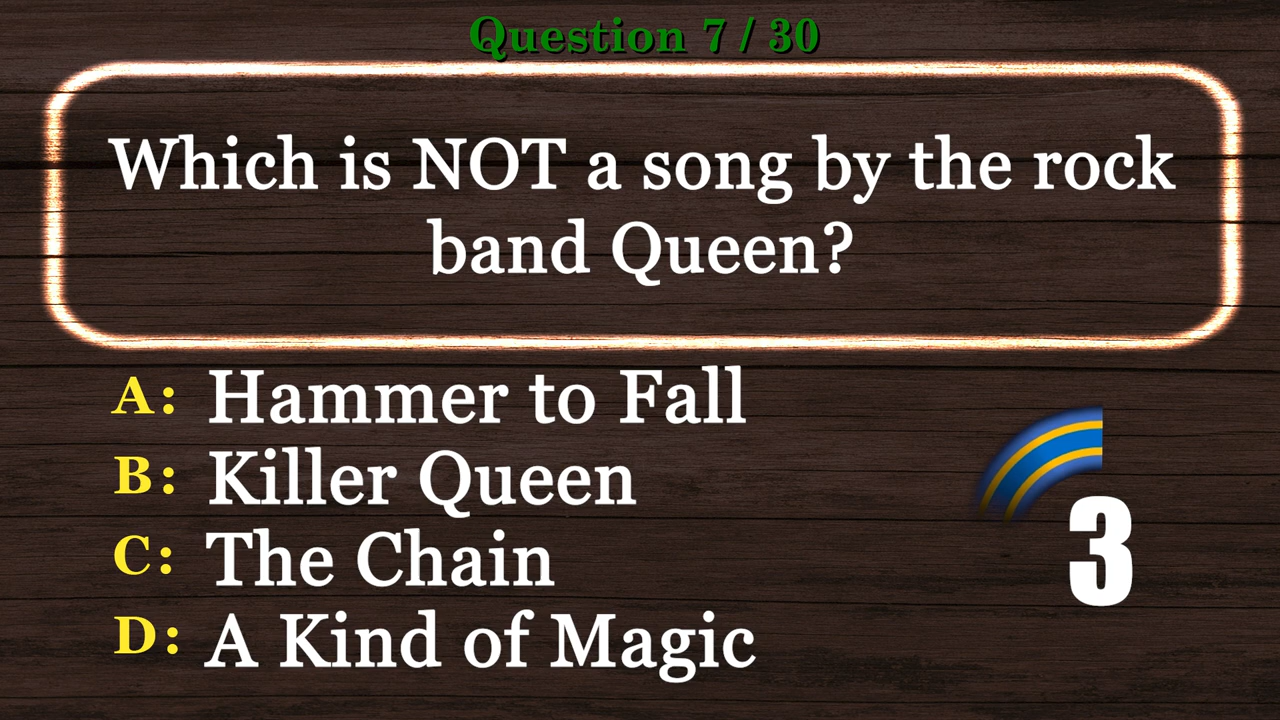 Question 7 / 30
Which is NOT a song by the rock
band Queen?
A: Hammer to Fall
B: Killer Queen
C: The Chain
D: A Kind of Magic
3